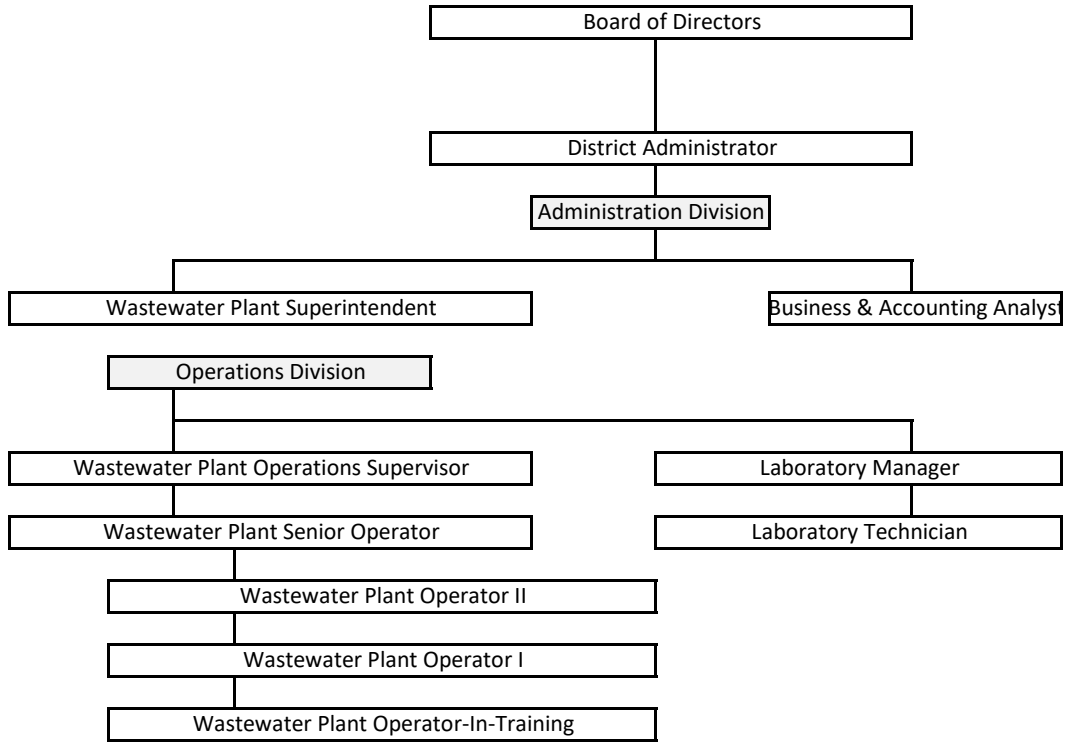 Board of Directors
District Administrator
Administration Division
Wastewater Plant Superintendent
Business & Accounting Analyst
Operations Division
Wastewater Plant Operations Supervisor
Laboratory Manager
Wastewater Plant Senior Operator
Laboratory Technician
Wastewater Plant Operator II
Wastewater Plant Operator I
Wastewater Plant Operator-In-Training